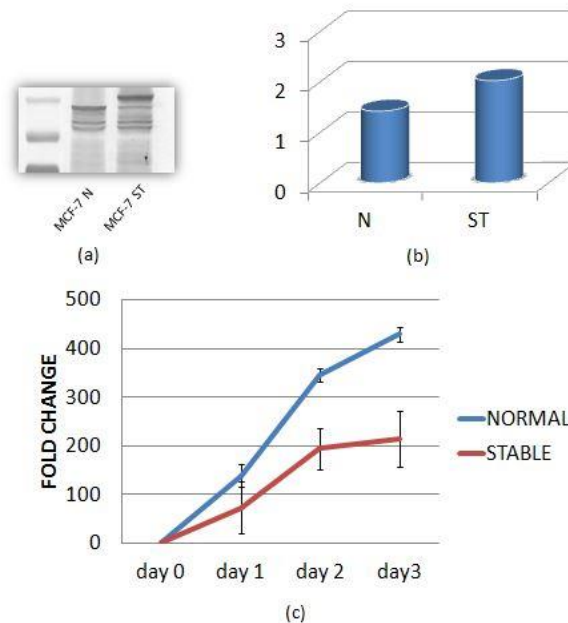 MCF-7 N
MCF-7 ST
(a)
3
2
1
0
N ST
(b)
500
400
300
200
100
0
FOLD CHANGE
day 0 day 1 day 2 day3
NORMAL
STABLE
(c)